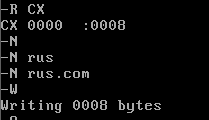 -R CX
CX 0000  :0008
-N
-N rus
-N rus.com
-W
Writing 0008 bytes